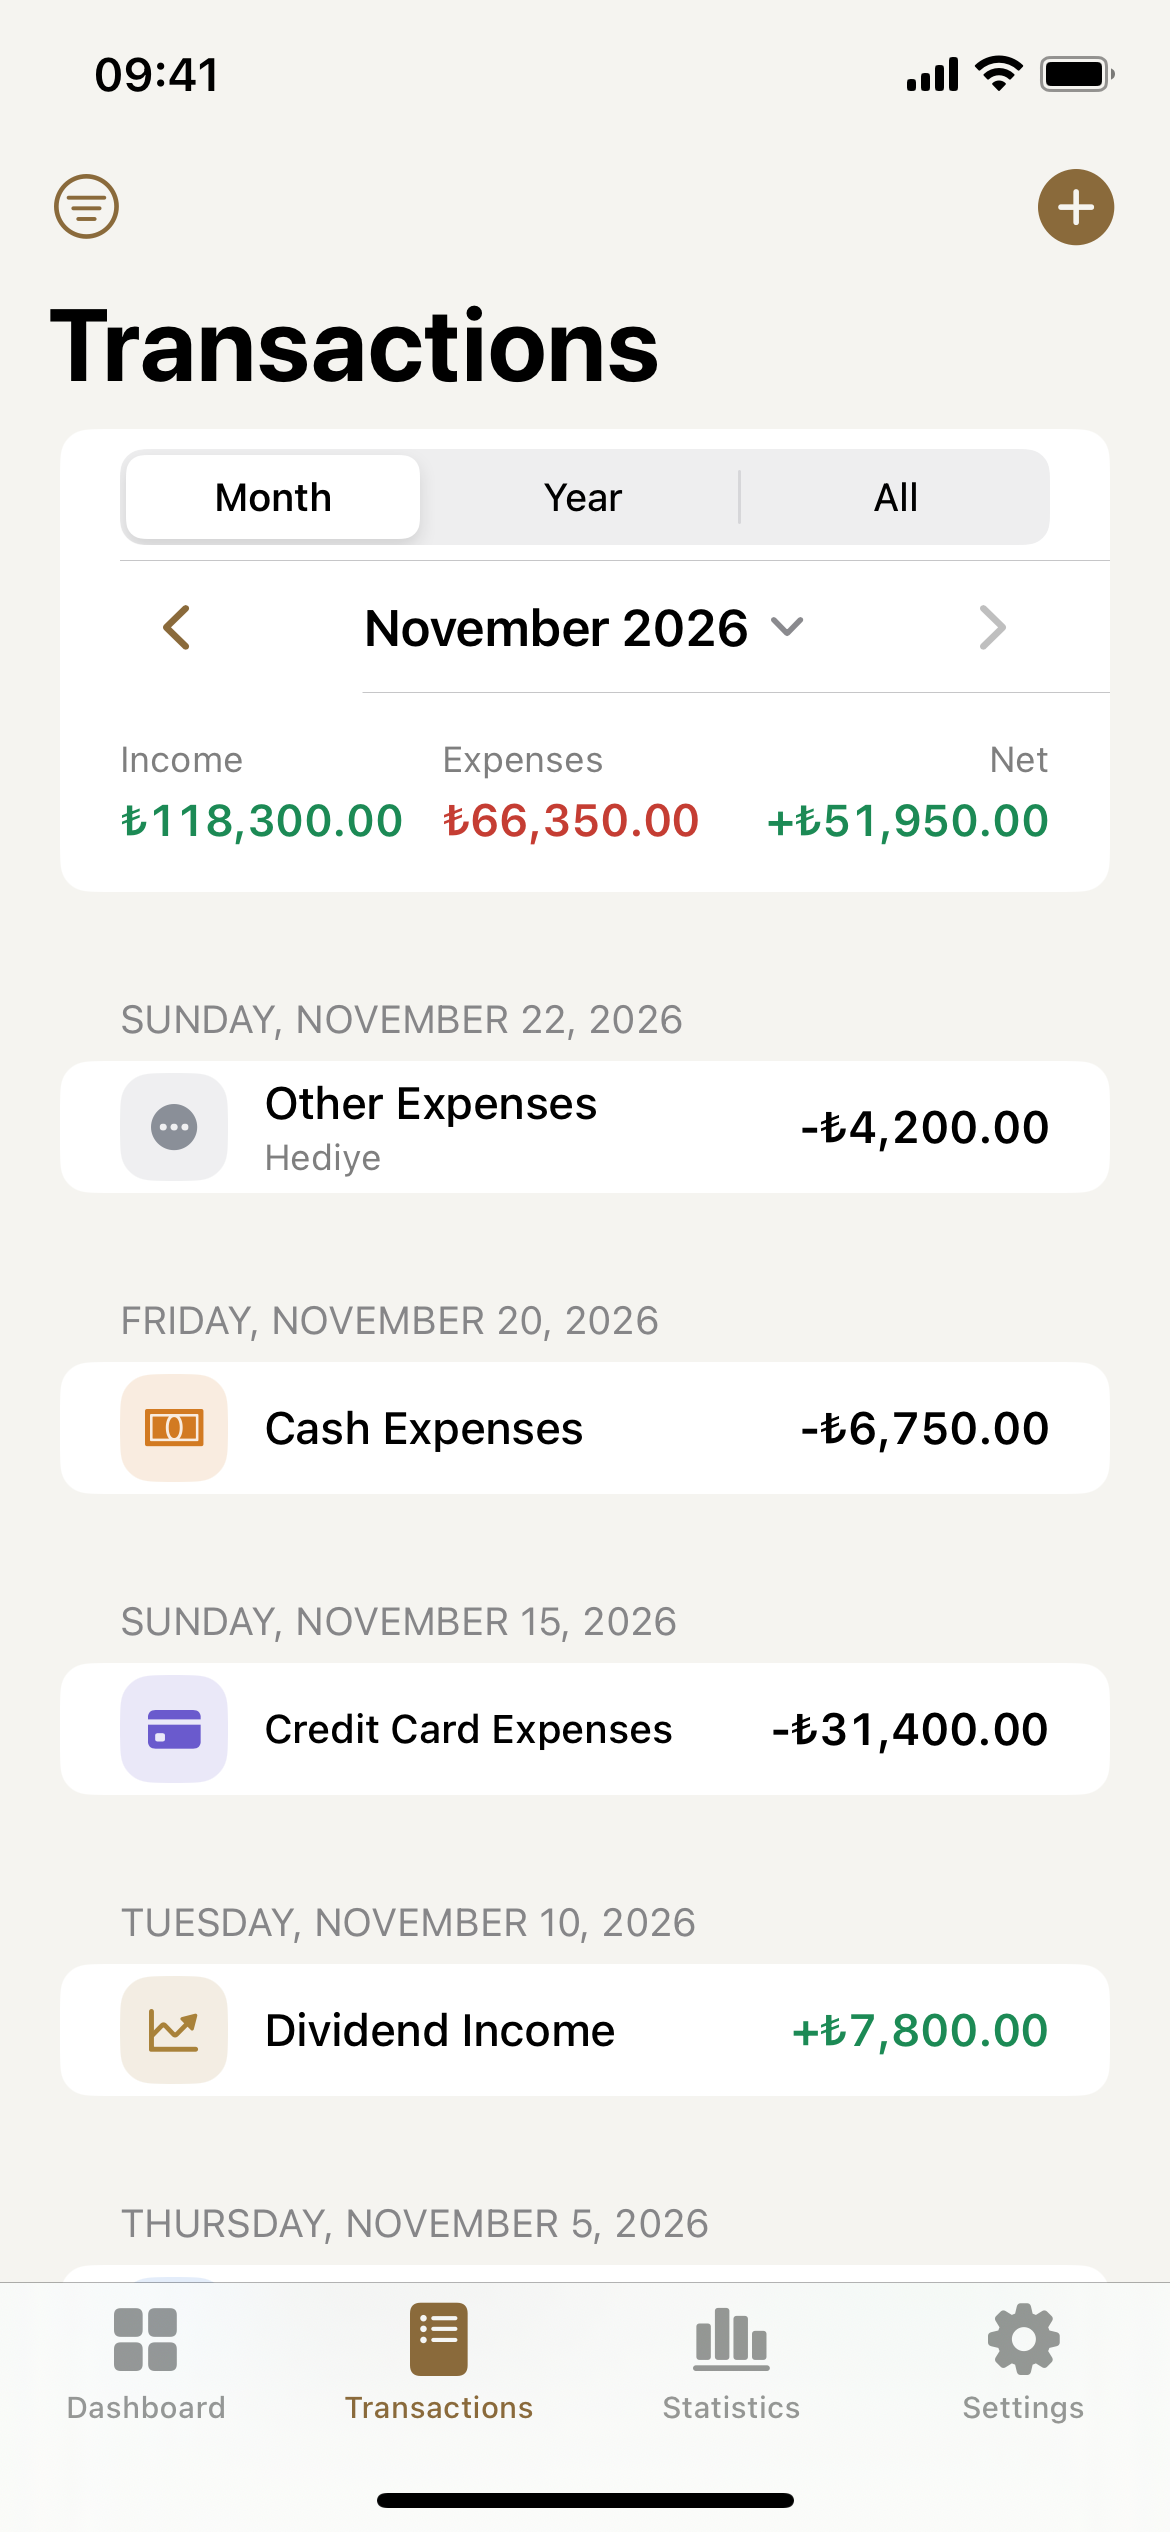 09:41
Transactions
Month Year All
November 2026
Income Expenses Net
₺118,300.00 ₺66,350.00 +₺51,950.00
SUNDAY, NOVEMBER 22, 2026
Other Expenses
Hediye
-₺4,200.00
FRIDAY, NOVEMBER 20, 2026
Cash Expenses -₺6,750.00
SUNDAY, NOVEMBER 15, 2026
Credit Card Expenses -₺31,400.00
TUESDAY, NOVEMBER 10, 2026
Dividend Income +₺7,800.00
THURSDAY, NOVEMBER 5, 2026
Dashboard Transactions Statistics Settings